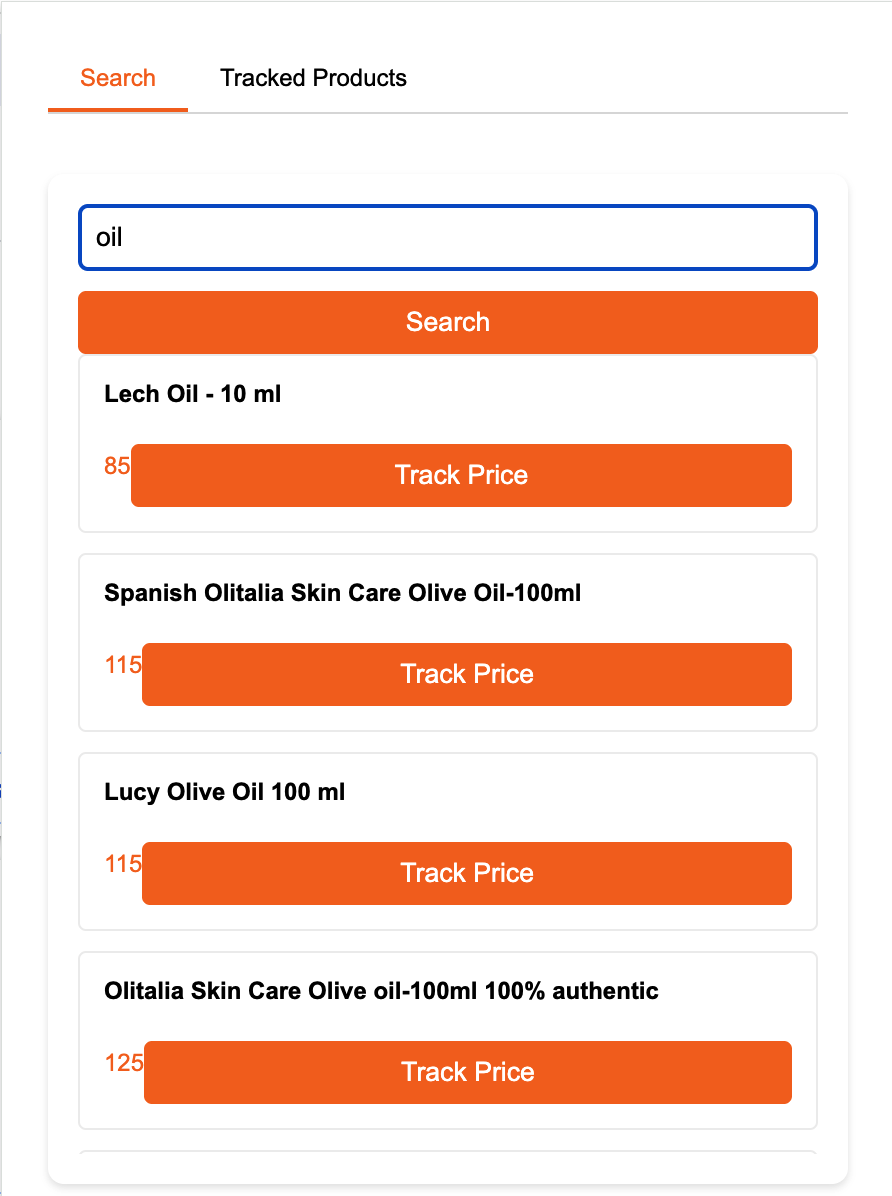 Search
Tracked Products
oil
Search
Lech Oil - 10 ml
85
Track Price
Spanish Olitalia Skin Care Olive Oil-100ml
115
Track Price
Lucy Olive Oil 100 ml
115
Track Price
Olitalia Skin Care Olive oil-100ml 100% authentic
125
Track Price